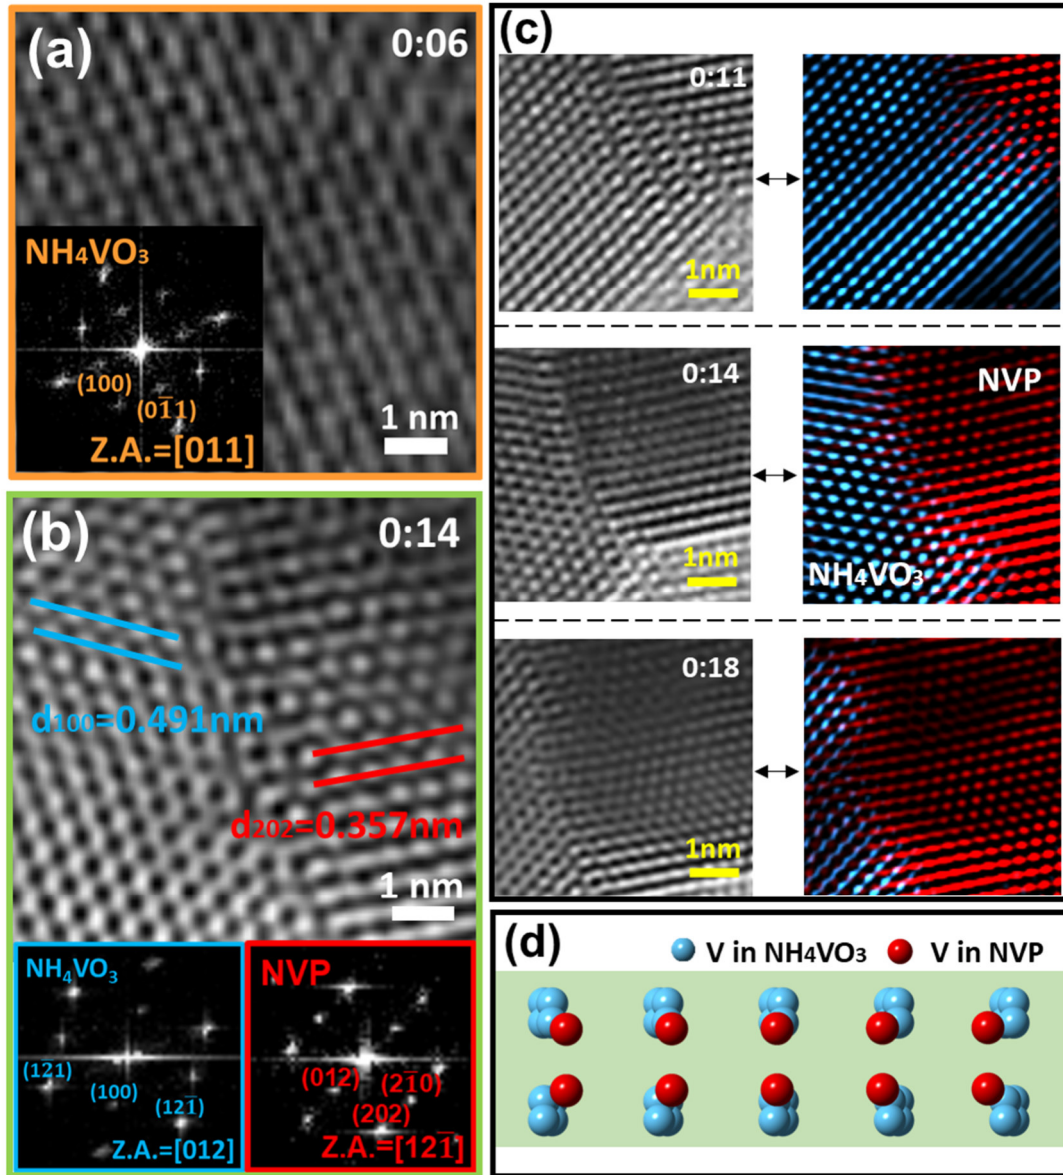 (a)
0:06
NH₄VO₃
(100)
(01̅1)
Z.A.=[011]
1 nm
(b)
0:14
d₁₀₀=0.491nm
d₂₀₂=0.357nm
1 nm
NH₄VO₃
(12̅1)
(100)
(121̅)
Z.A.=[012]
NVP
(012)
(21̅0)
(202)
Z.A.=[121̅]
(c)
0:11
1nm
0:14
1nm
NVP
NH₄VO₃
0:18
1nm
(d)
V in NH₄VO₃
V in NVP